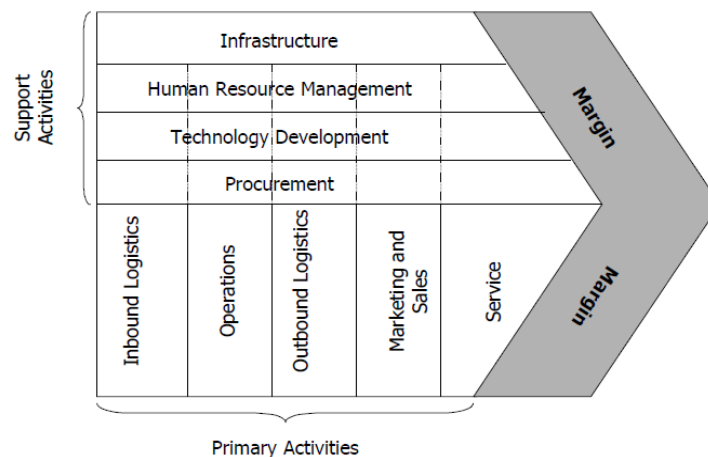 Support
Activities
Infrastructure
Human Resource Management
Technology Development
Procurement
Inbound Logistics
Operations
Outbound Logistics
Marketing and
Sales
Service
Margin
Margin
Primary Activities